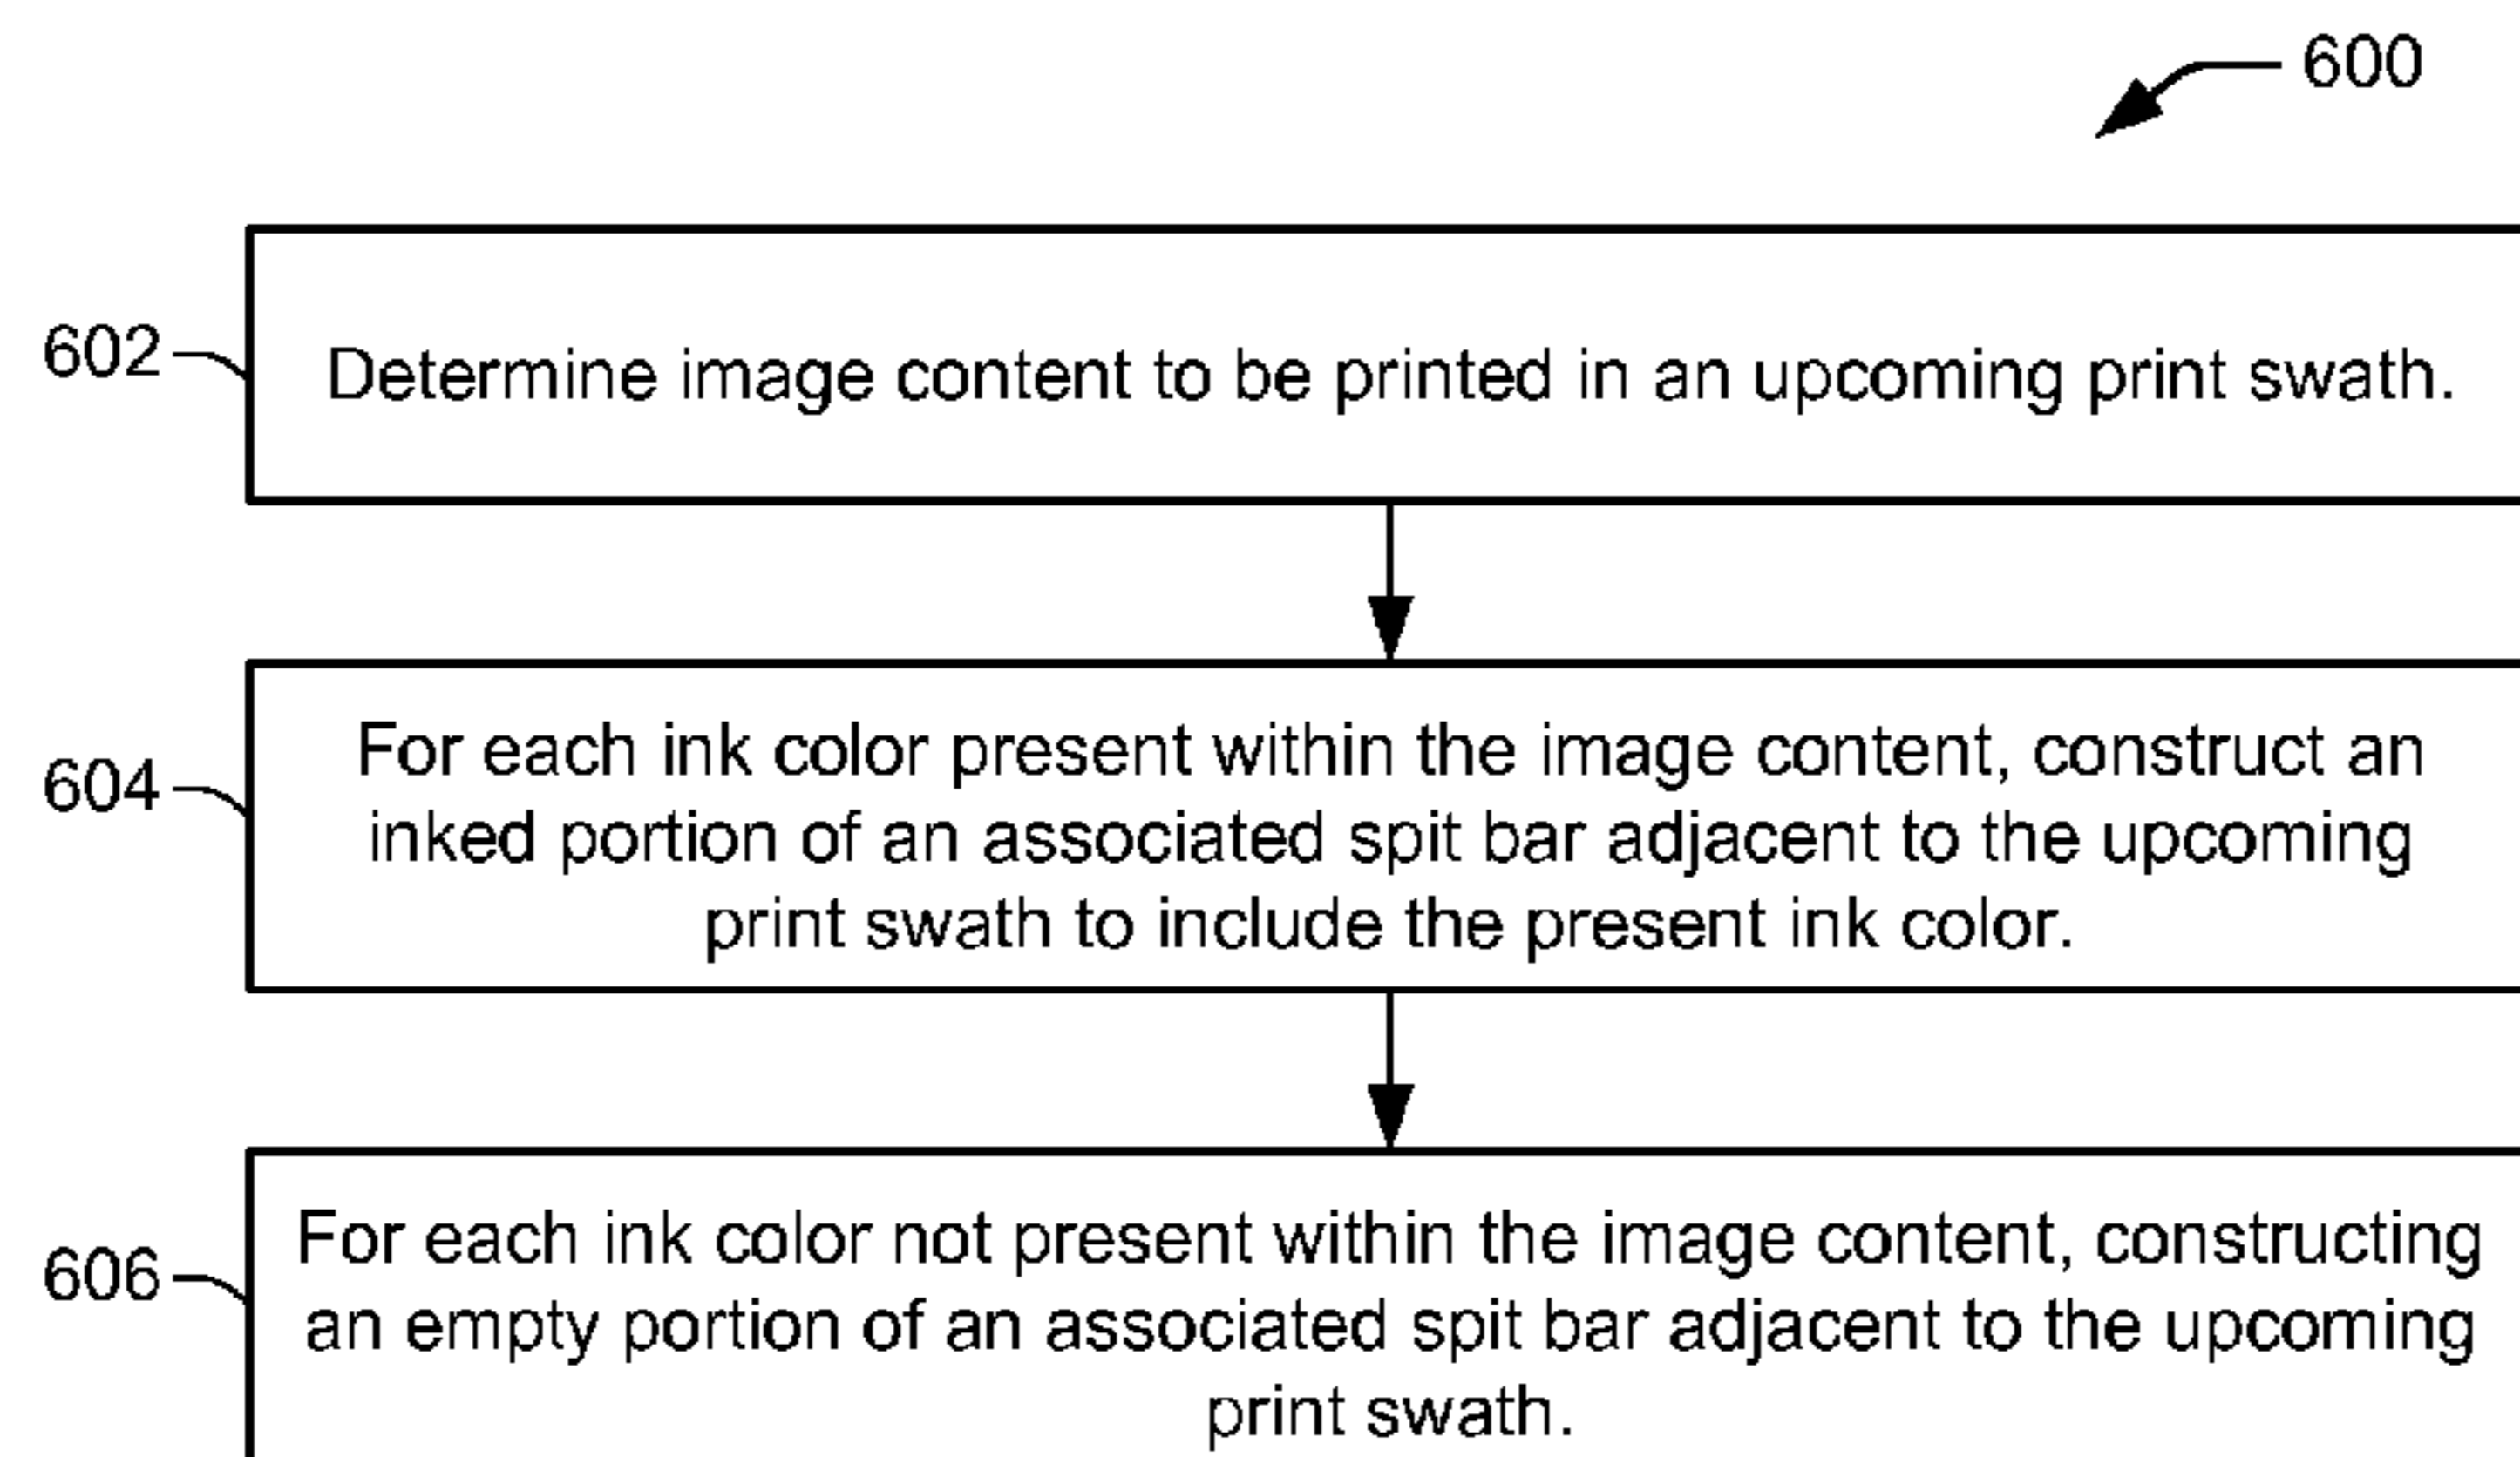 600
602
Determine image content to be printed in an upcoming print swath.
604
For each ink color present within the image content, construct an
inked portion of an associated spit bar adjacent to the upcoming
print swath to include the present ink color.
606
For each ink color not present within the image content, constructing
an empty portion of an associated spit bar adjacent to the upcoming
print swath.